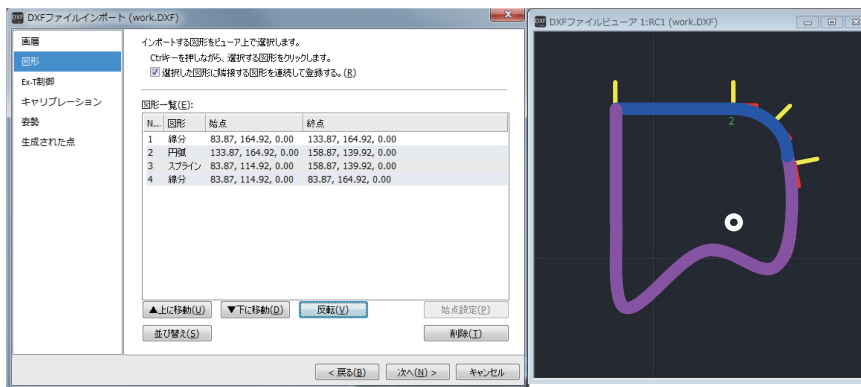 DXFファイルインポート (work.DXF)
画層
図形
Ex-T制御
キャリブレーション
姿勢
生成された点
インポートする図形をビューア上で選択します。
Ctrlキーを押しながら、選択する図形をクリックします。
選択した図形に隣接する図形を連続して登録する。(R)
図形一覧(E):
N... 図形 始点 終点
1 線分 83.87, 164.92, 0.00 133.87, 164.92, 0.00
2 円弧 133.87, 164.92, 0.00 158.87, 139.92, 0.00
3 スプライン 83.87, 114.92, 0.00 158.87, 139.92, 0.00
4 線分 83.87, 114.92, 0.00 83.87, 164.92, 0.00
▲上に移動(U) ▼下に移動(D) 反転(V) 始点設定(P)
並び替え(S) 削除(T)
< 戻る(B) 次へ(N) > キャンセル
DXFファイルビューア 1:RC1 (work.DXF)
2